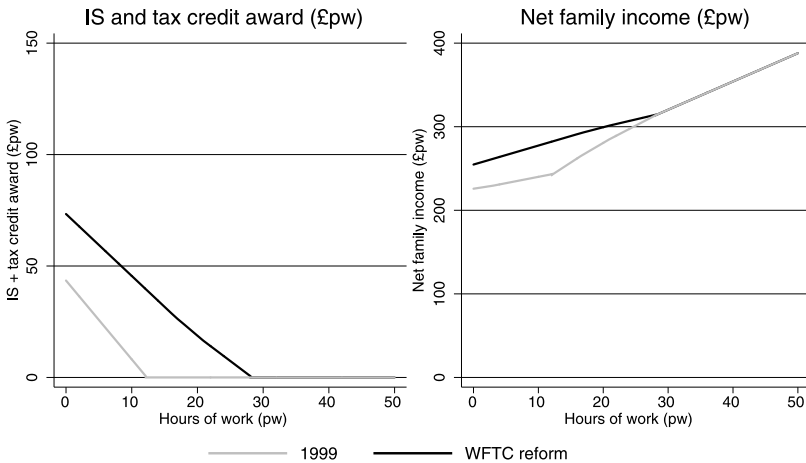 IS and tax credit award (£pw)
IS + tax credit award (£pw)
150
100
50
0
0 10 20 30 40 50
Hours of work (pw)
Net family income (£pw)
Net family income (£pw)
400
300
200
100
0
0 10 20 30 40 50
Hours of work (pw)
1999 WFTC reform